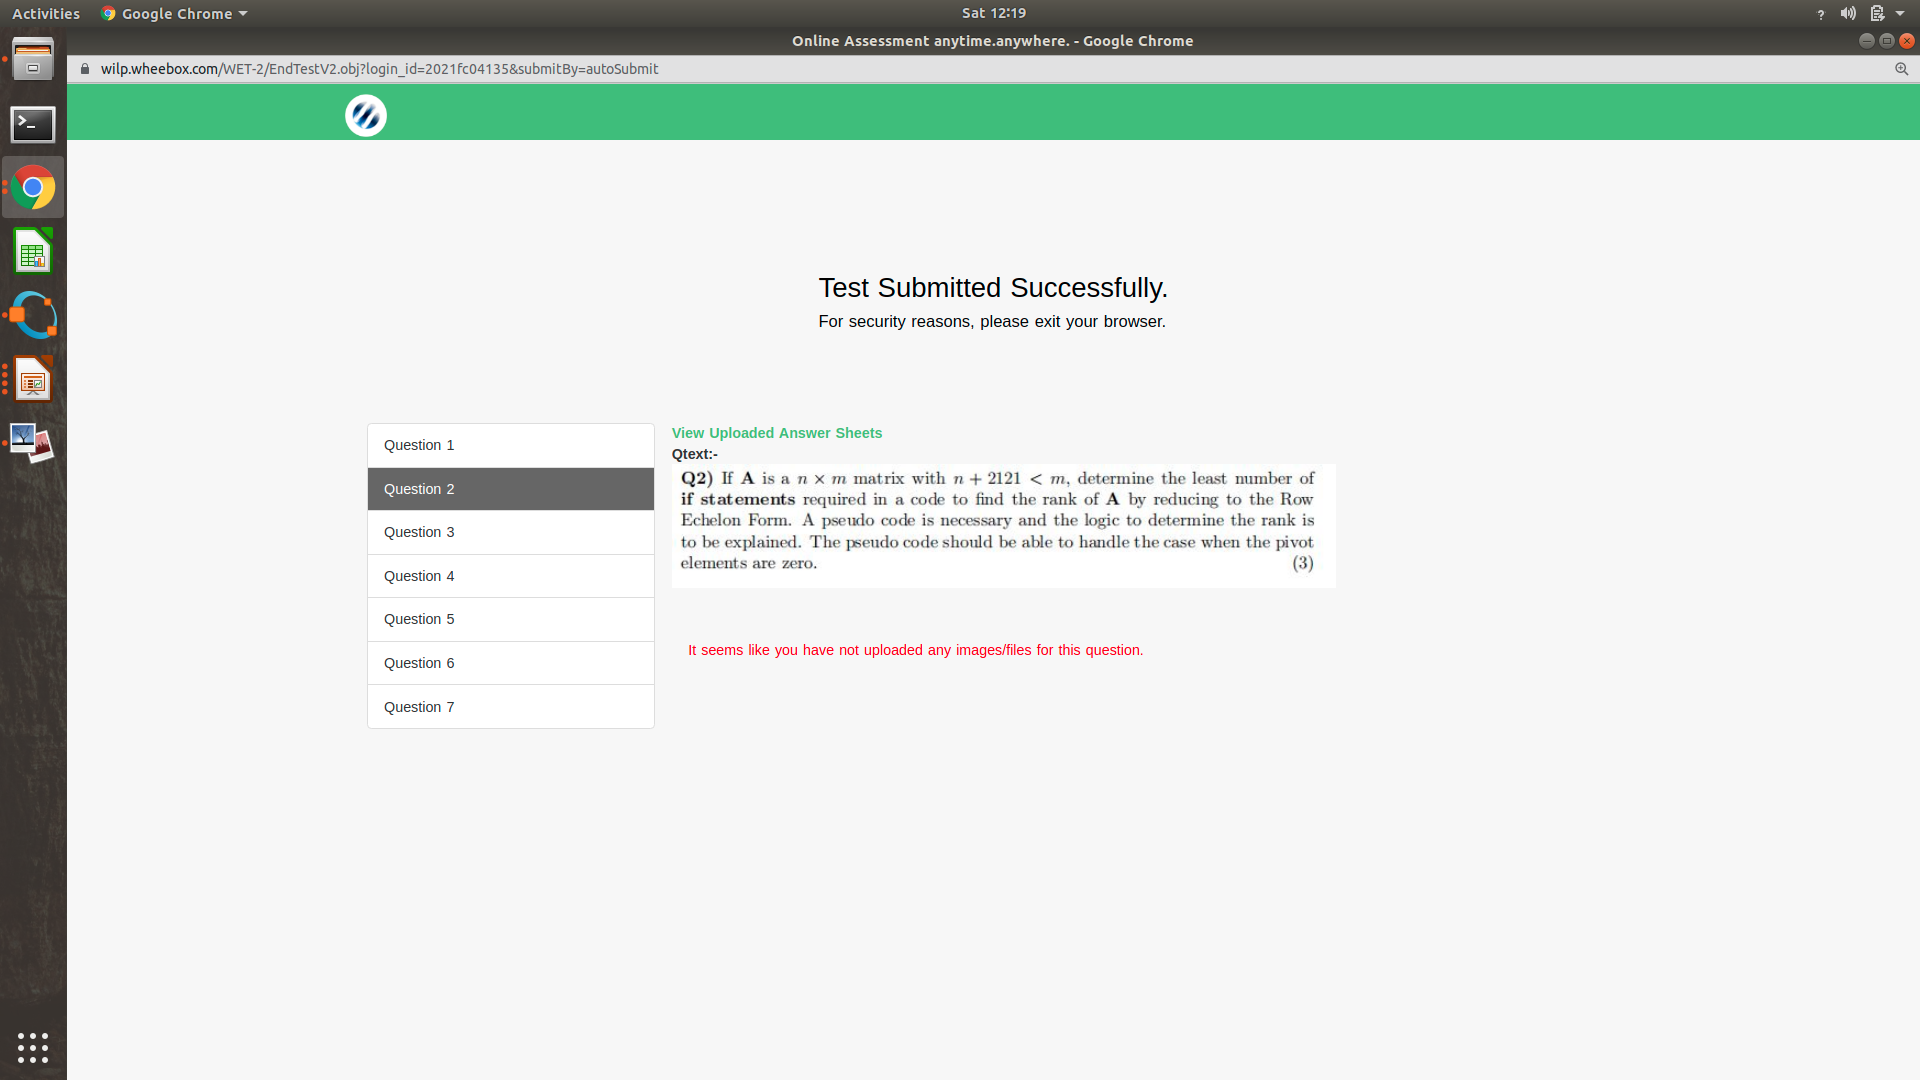 Activities
Google Chrome
Sat 12:19
?
Online Assessment anytime.anywhere. - Google Chrome
wilp.wheebox.com/WET-2/EndTestV2.obj?login_id=2021fc04135&submitBy=autoSubmit
Test Submitted Successfully.
For security reasons, please exit your browser.
Question 1
Question 2
Question 3
Question 4
Question 5
Question 6
Question 7
View Uploaded Answer Sheets
Qtext:-
Q2) If A is a n × m matrix with n + 2121 < m, determine the least number of
if statements required in a code to find the rank of A by reducing to the Row
Echelon Form. A pseudo code is necessary and the logic to determine the rank is
to be explained. The pseudo code should be able to handle the case when the pivot
elements are zero. (3)
It seems like you have not uploaded any images/files for this question.